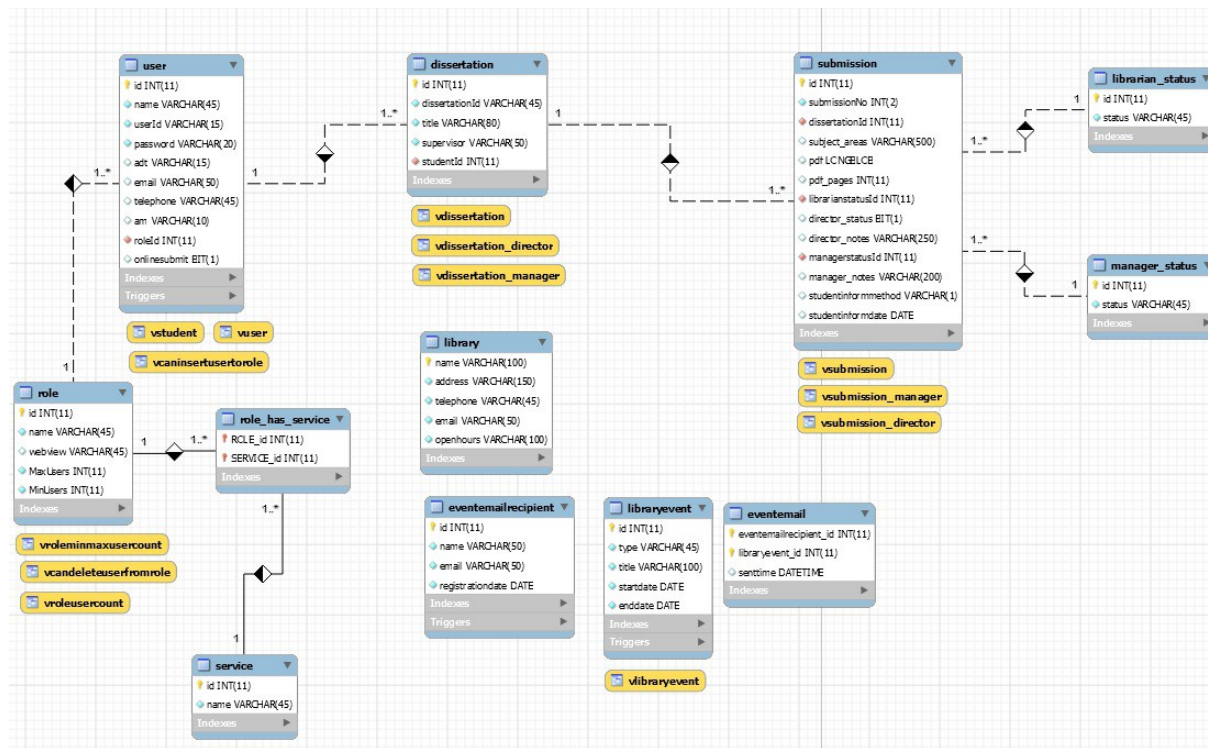 user
id INT(11)
name VARCHAR(45)
userId VARCHAR(15)
password VARCHAR(20)
adt VARCHAR(15)
email VARCHAR(50)
telephone VARCHAR(45)
am VARCHAR(10)
roleId INT(11)
onlinesubmit BIT(1)
Indexes
Triggers
vstudent
vuser
vcaninsertusertorole
1..*
1
1
1..*
dissertation
id INT(11)
dissertationId VARCHAR(45)
title VARCHAR(80)
supervisor VARCHAR(50)
studentId INT(11)
Indexes
vdissertation
vdissertation_director
vdissertation_manager
1
1..*
submission
id INT(11)
submissionNo INT(2)
dissertationId INT(11)
subject_areas VARCHAR(500)
pdf LONGBLOB
pdf_pages INT(11)
librarianstatusId INT(11)
director_status BIT(1)
director_notes VARCHAR(250)
managerstatusId INT(11)
manager_notes VARCHAR(200)
studentinformmethod VARCHAR(1)
studentinformdate DATE
Indexes
vsubmission
vsubmission_manager
vsubmission_director
1..*
1
1..*
1
librarian_status
id INT(11)
status VARCHAR(45)
Indexes
manager_status
id INT(11)
status VARCHAR(45)
Indexes
role
id INT(11)
name VARCHAR(45)
webview VARCHAR(45)
MaxUsers INT(11)
MinUsers INT(11)
Indexes
vroleminmaxusercount
vcandeleteuserfromrole
vroleusercount
1
1..*
role_has_service
ROLE_id INT(11)
SERVICE_id INT(11)
Indexes
1..*
1
service
id INT(11)
name VARCHAR(45)
Indexes
library
name VARCHAR(100)
address VARCHAR(150)
telephone VARCHAR(45)
email VARCHAR(50)
openhours VARCHAR(100)
Indexes
eventemailrecipient
id INT(11)
name VARCHAR(50)
email VARCHAR(50)
registrationdate DATE
Indexes
Triggers
libraryevent
id INT(11)
type VARCHAR(45)
title VARCHAR(100)
startdate DATE
enddate DATE
Indexes
Triggers
vlibraryevent
eventemail
eventemailrecipient_id INT(11)
libraryevent_id INT(11)
senttime DATETIME
Indexes